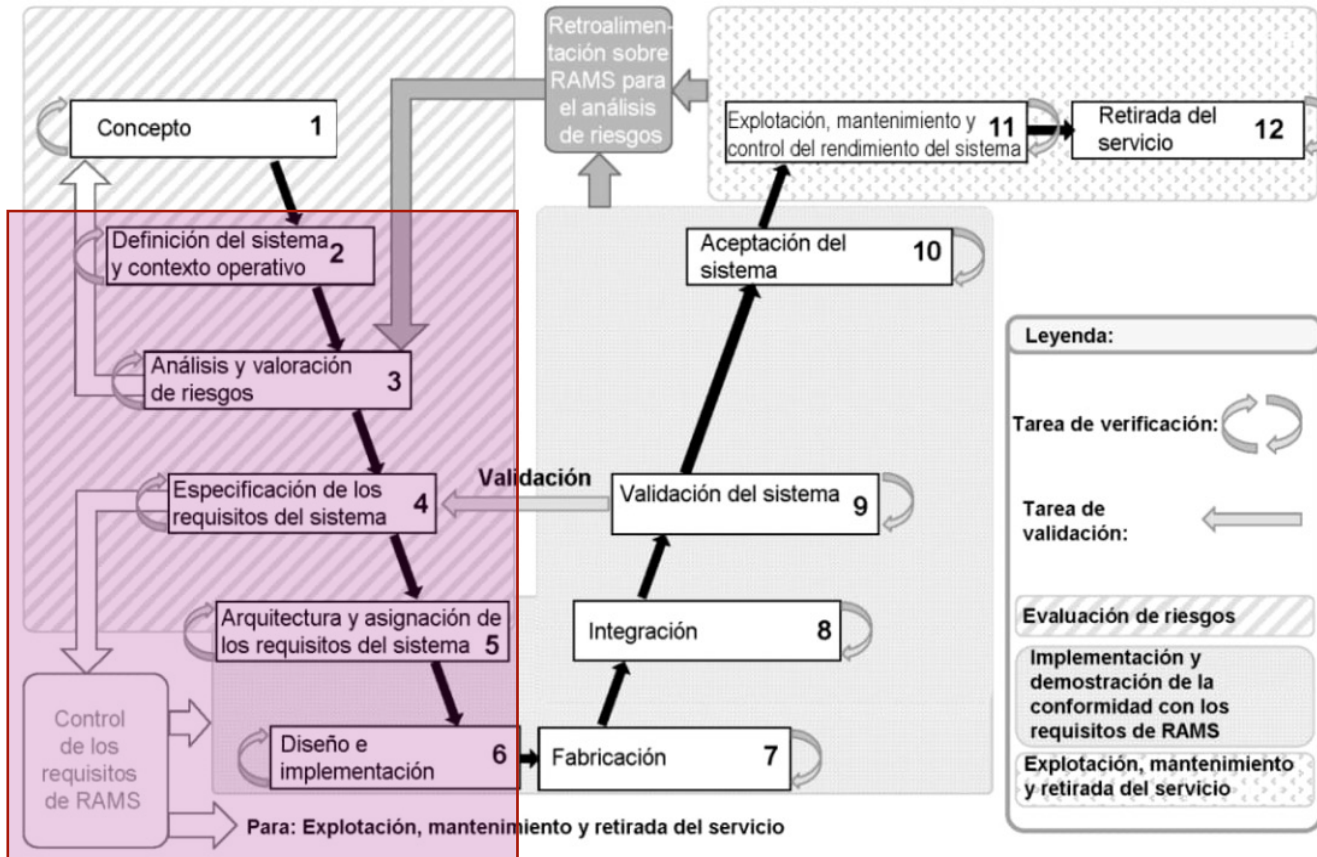 Retroalimen-
tación sobre
RAMS para
el análisis
de riesgos
Concepto 1
Explotación, mantenimiento y
control del rendimiento del sistema 11
Retirada del
servicio 12
Definición del sistema
y contexto operativo 2
Aceptación del
sistema 10
Análisis y valoración
de riesgos 3
Especificación de los
requisitos del sistema 4
Validación
Validación del sistema 9
Arquitectura y asignación de
los requisitos del sistema 5
Integración 8
Control
de los
requisitos
de RAMS
Diseño e
implementación 6
Fabricación 7
Para: Explotación, mantenimiento y retirada del servicio
Leyenda:
Tarea de verificación:
Tarea de
validación:
Evaluación de riesgos
Implementación y
demostración de la
conformidad con los
requisitos de RAMS
Explotación, mantenimiento
y retirada del servicio